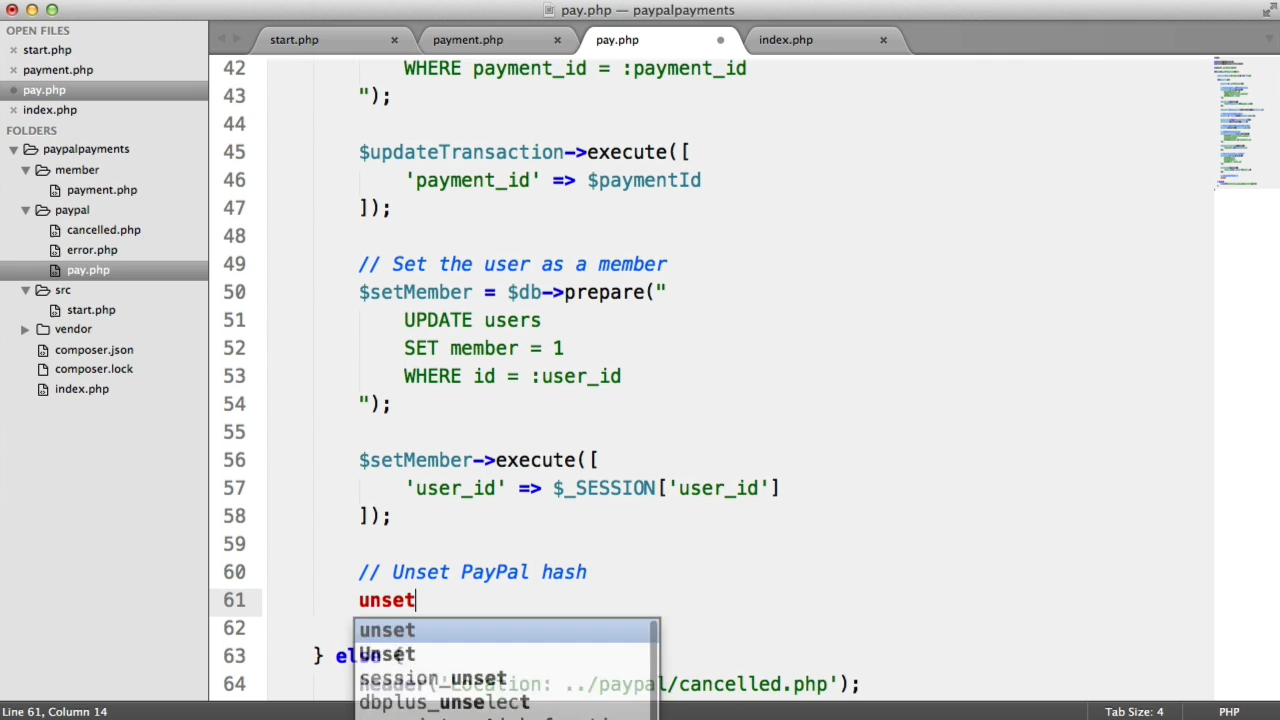 pay.php — paypalpayments
OPEN FILES
start.php
payment.php
pay.php
index.php
FOLDERS
paypalpayments
member
payment.php
paypal
cancelled.php
error.php
pay.php
src
start.php
vendor
composer.json
composer.lock
index.php
start.php
payment.php
pay.php
index.php
42 WHERE payment_id = :payment_id
43 ");
44
45 $updateTransaction->execute([
46 'payment_id' => $paymentId
47 ]);
48
49 // Set the user as a member
50 $setMember = $db->prepare("
51 UPDATE users
52 SET member = 1
53 WHERE id = :user_id
54 ");
55
56 $setMember->execute([
57 'user_id' => $_SESSION['user_id']
58 ]);
59
60 // Unset PayPal hash
61 unset
62
63 } else {
64 header('Location: ../paypal/cancelled.php');
unset
Unset
session_unset
dbplus_unselect
Line 61, Column 14
Tab Size: 4
PHP